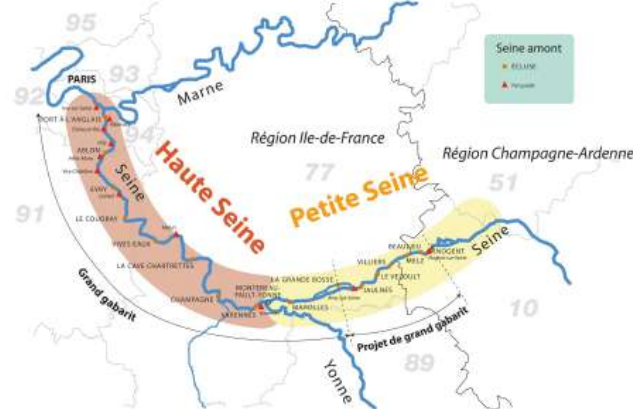 95
Seine amont
ÉCLUSE
PARIS
93
Marne
92
PORT À L'ANGLAIS
Région Ile-de-France
94
ABLON
Haute Seine
77
Région Champagne-Ardenne
Seine
Petite Seine
51
EVRY
91
LE COUDRAY
Melun
BEAULIEU
NOGENT
Seine
VIVES-EAUX
VILLIERS
MELZ
LA CAVE CHARTRETTES
LE VEZOULT
LA GRANDE BOSSE
Grand gabarit
MONTEREAU-
FAULT-YONNE
JAULNES
10
CHAMPAGNE
MAROLLES
VARENNES
Projet de grand gabarit
89
Yonne